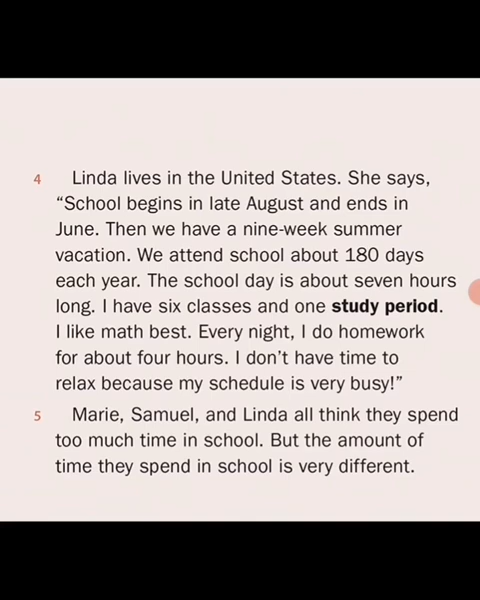 4 Linda lives in the United States. She says,
“School begins in late August and ends in
June. Then we have a nine-week summer
vacation. We attend school about 180 days
each year. The school day is about seven hours
long. I have six classes and one study period.
I like math best. Every night, I do homework
for about four hours. I don’t have time to
relax because my schedule is very busy!”
5 Marie, Samuel, and Linda all think they spend
too much time in school. But the amount of
time they spend in school is very different.